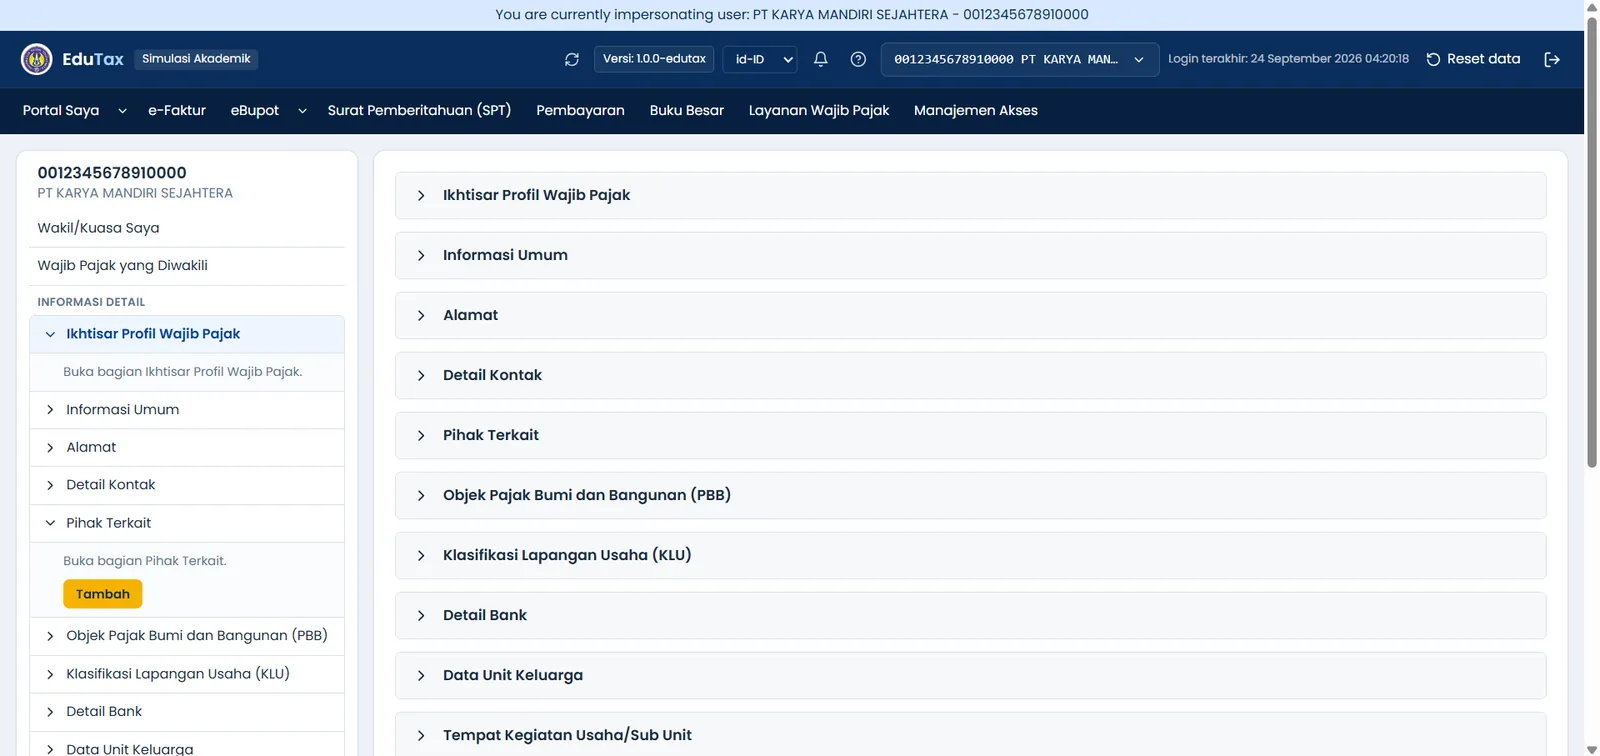 You are currently impersonating user: PT KARYA MANDIRI SEJAHTERA - 0012345678910000
EduTax Simulasi Akademik Versi: 1.0.0-edutax id-ID 0012345678910000 PT KARYA MAN... Login terakhir: 24 September 2026 04:20:18 Reset data
Portal Saya e-Faktur eBupot Surat Pemberitahuan (SPT) Pembayaran Buku Besar Layanan Wajib Pajak Manajemen Akses
0012345678910000
PT KARYA MANDIRI SEJAHTERA
Wakil/Kuasa Saya
Wajib Pajak yang Diwakili
INFORMASI DETAIL
Ikhtisar Profil Wajib Pajak
Buka bagian Ikhtisar Profil Wajib Pajak.
Informasi Umum
Alamat
Detail Kontak
Pihak Terkait
Buka bagian Pihak Terkait.
Tambah
Objek Pajak Bumi dan Bangunan (PBB)
Klasifikasi Lapangan Usaha (KLU)
Detail Bank
Data Unit Keluarga
Ikhtisar Profil Wajib Pajak
Informasi Umum
Alamat
Detail Kontak
Pihak Terkait
Objek Pajak Bumi dan Bangunan (PBB)
Klasifikasi Lapangan Usaha (KLU)
Detail Bank
Data Unit Keluarga
Tempat Kegiatan Usaha/Sub Unit